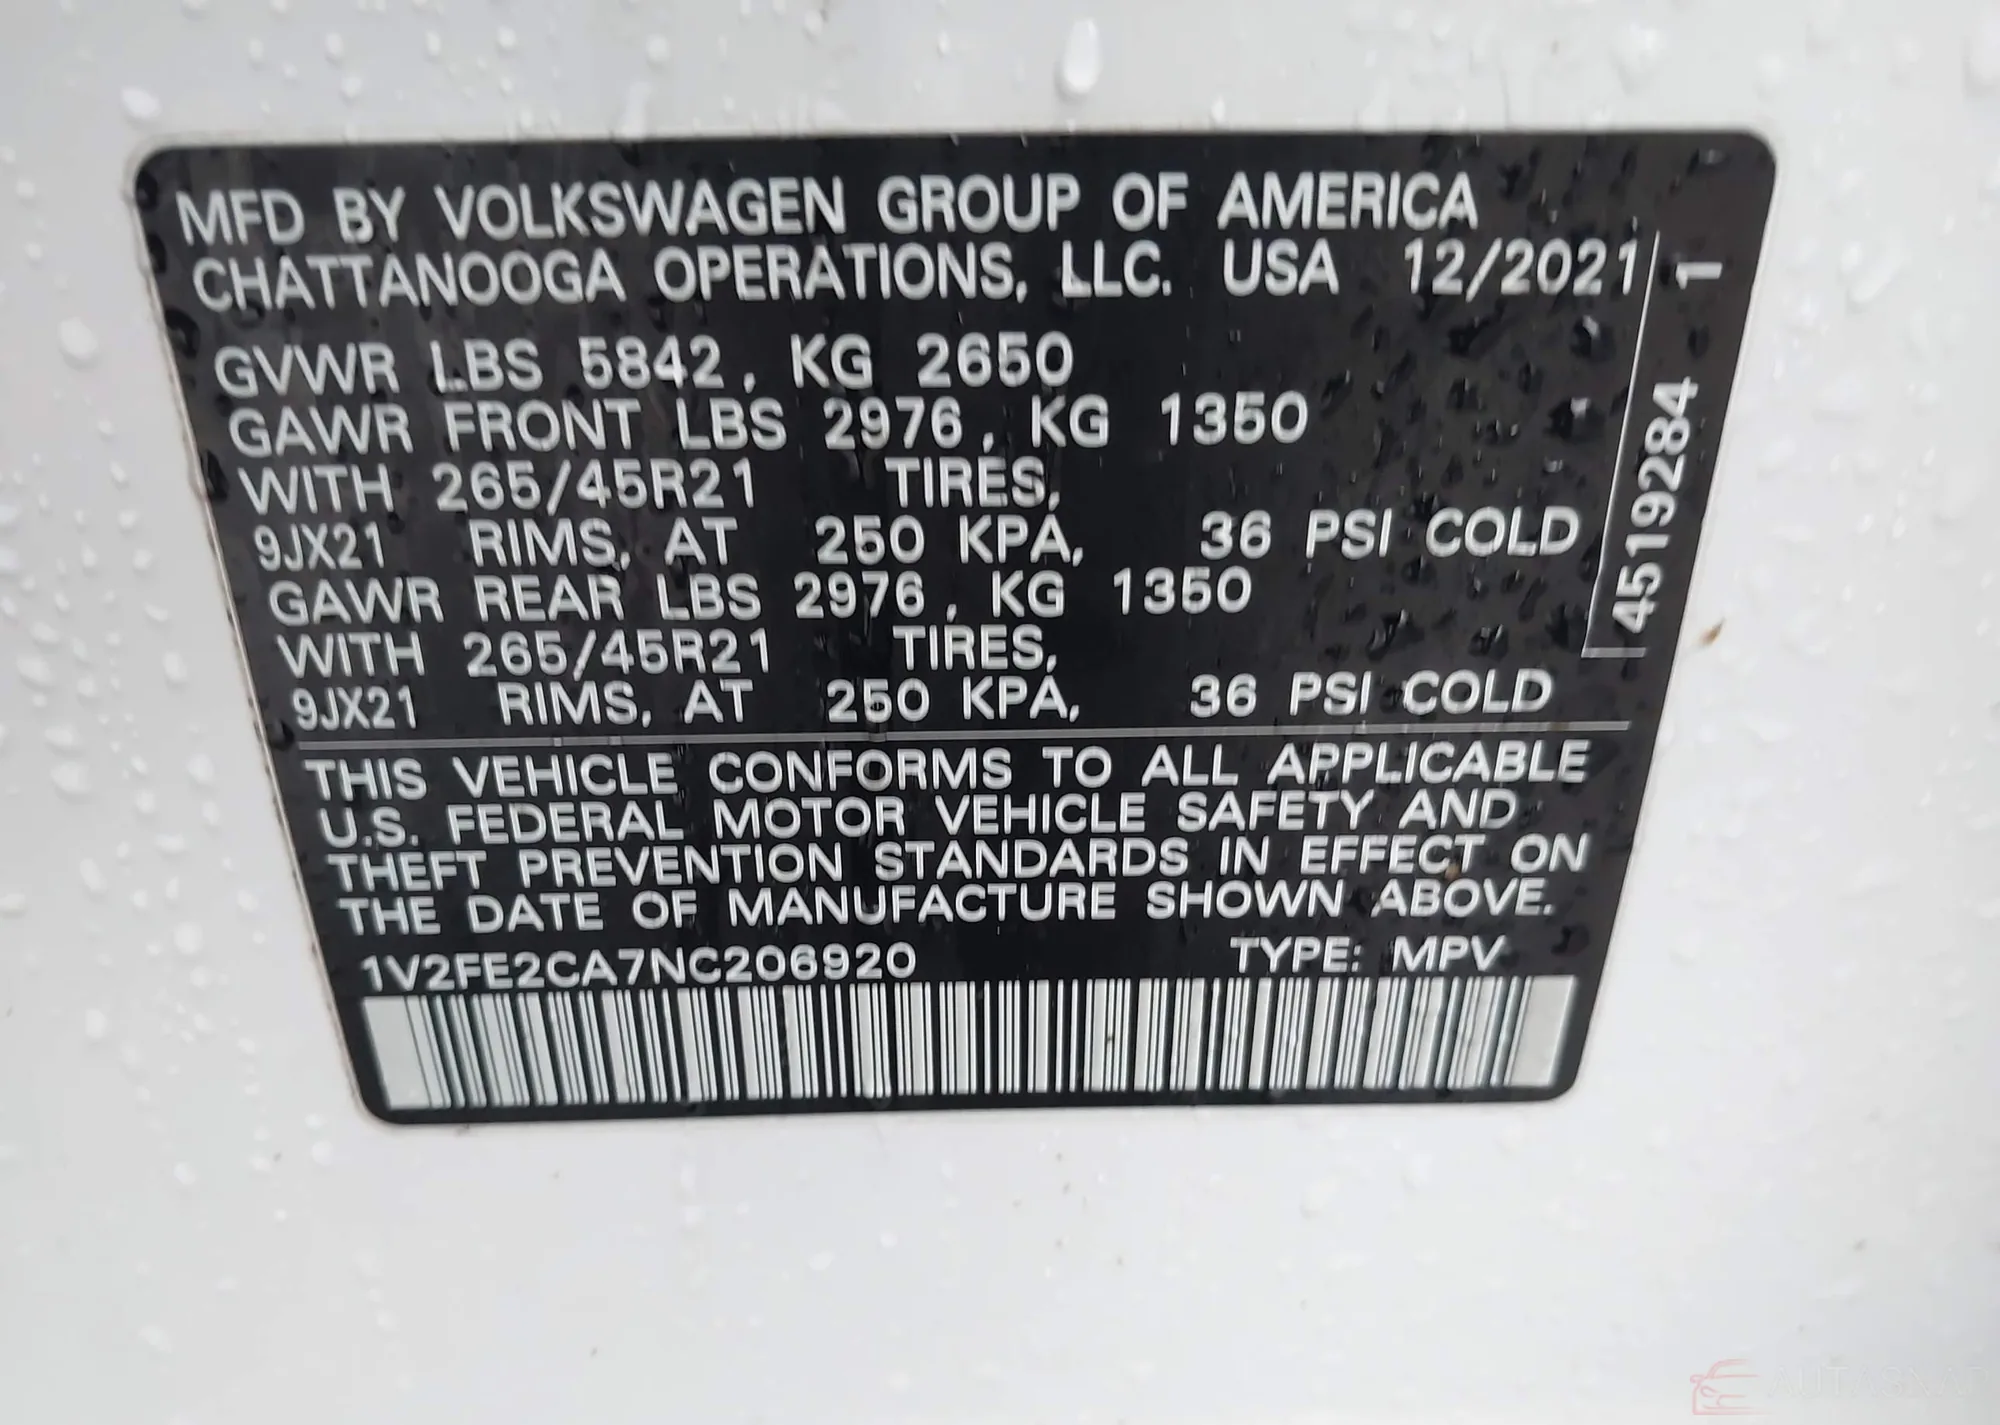 MFD BY VOLKSWAGEN GROUP OF AMERICA
CHATTANOOGA OPERATIONS, LLC. USA 12/2021
GVWR LBS 5842, KG 2650
GAWR FRONT LBS 2976, KG 1350
WITH 265/45R21 TIRES,
9JX21 RIMS, AT 250 KPA, 36 PSI COLD
GAWR REAR LBS 2976, KG 1350
WITH 265/45R21 TIRES,
9JX21 RIMS, AT 250 KPA, 36 PSI COLD
THIS VEHICLE CONFORMS TO ALL APPLICABLE
U.S. FEDERAL MOTOR VEHICLE SAFETY AND
THEFT PREVENTION STANDARDS IN EFFECT ON
THE DATE OF MANUFACTURE SHOWN ABOVE.
1V2FE2CA7NC206920 TYPE: MPV
4519284 1